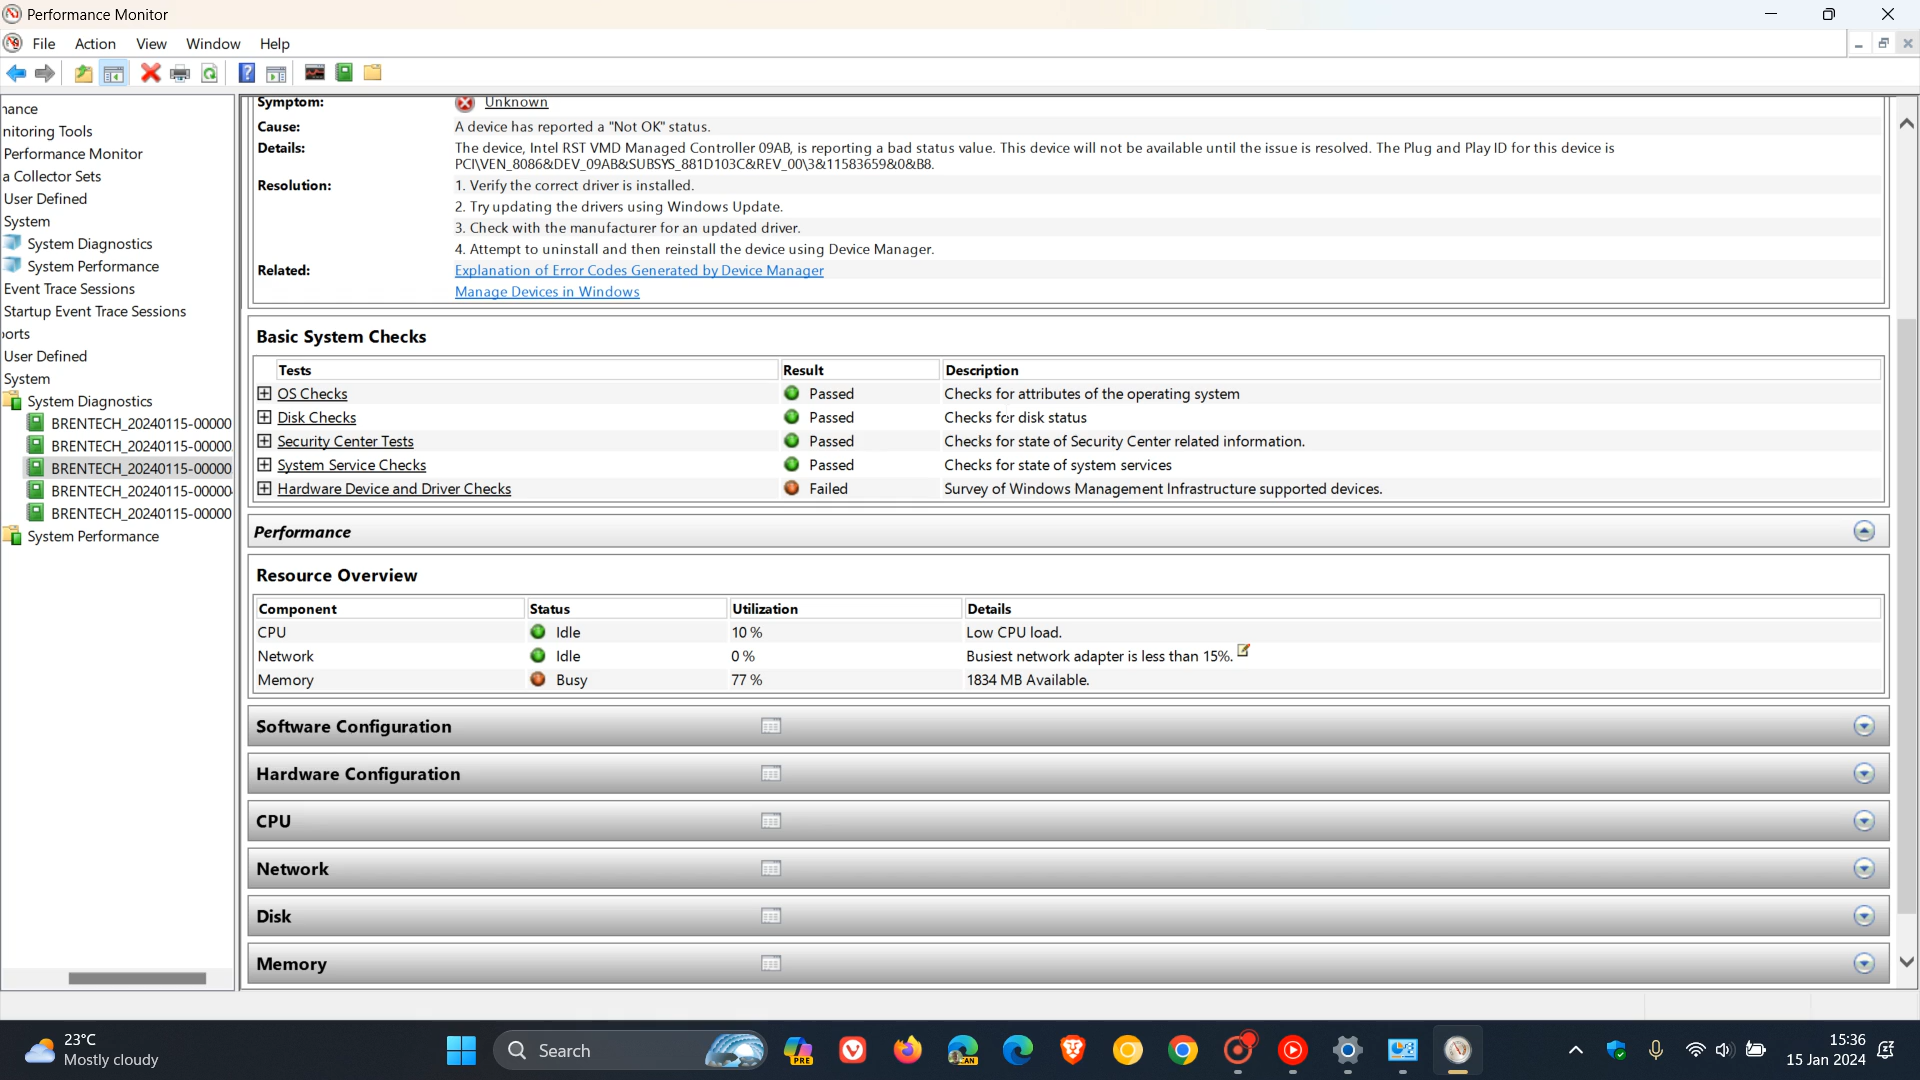 Performance Monitor
File Action View Window Help
nance
nitoring Tools
Performance Monitor
a Collector Sets
User Defined
System
System Diagnostics
System Performance
Event Trace Sessions
Startup Event Trace Sessions
orts
User Defined
System
System Diagnostics
BRENTECH_20240115-00000
BRENTECH_20240115-00000
BRENTECH_20240115-00000
BRENTECH_20240115-00000
BRENTECH_20240115-00000
System Performance
Symptom: Unknown
Cause: A device has reported a "Not OK" status.
Details: The device, Intel RST VMD Managed Controller 09AB, is reporting a bad status value. This device will not be available until the issue is resolved. The Plug and Play ID for this device is
PCI\VEN_8086&DEV_09AB&SUBSYS_881D103C&REV_00\3&11583659&0&B8.
Resolution: 1. Verify the correct driver is installed.
2. Try updating the drivers using Windows Update.
3. Check with the manufacturer for an updated driver.
4. Attempt to uninstall and then reinstall the device using Device Manager.
Related: Explanation of Error Codes Generated by Device Manager
Manage Devices in Windows
Basic System Checks
Tests Result Description
OS Checks Passed Checks for attributes of the operating system
Disk Checks Passed Checks for disk status
Security Center Tests Passed Checks for state of Security Center related information.
System Service Checks Passed Checks for state of system services
Hardware Device and Driver Checks Failed Survey of Windows Management Infrastructure supported devices.
Performance
Resource Overview
Component Status Utilization Details
CPU Idle 10 % Low CPU load.
Network Idle 0 % Busiest network adapter is less than 15%.
Memory Busy 77 % 1834 MB Available.
Software Configuration
Hardware Configuration
CPU
Network
Disk
Memory
23°C
Mostly cloudy
Search
PRE
CAN
15:36
15 Jan 2024